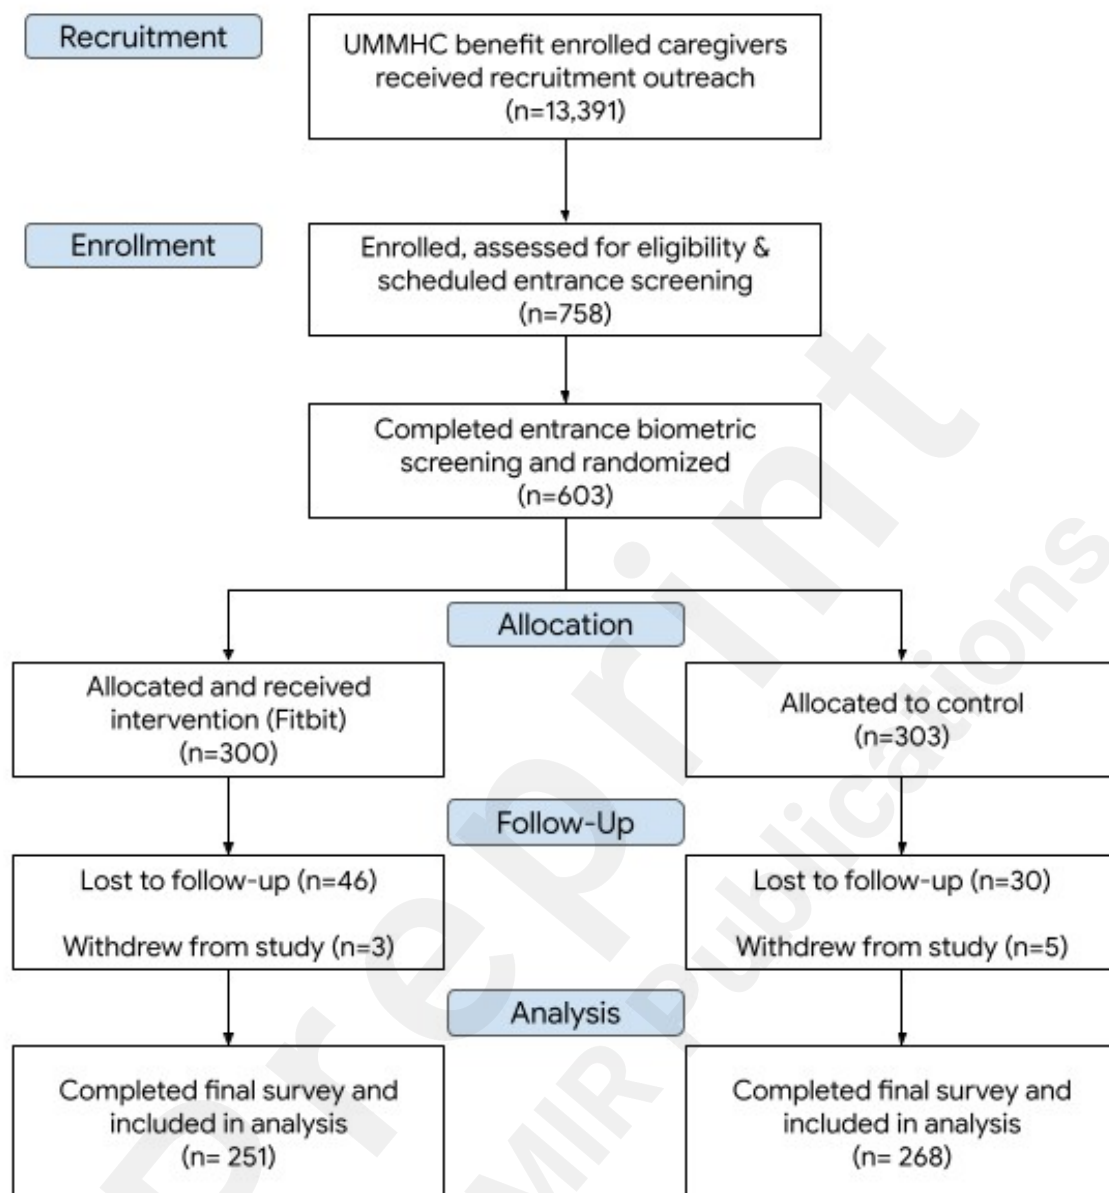 Recruitment
UMMHC benefit enrolled caregivers
received recruitment outreach
(n=13,391)
Enrollment
Enrolled, assessed for eligibility &
scheduled entrance screening
(n=758)
Completed entrance biometric
screening and randomized
(n=603)
Allocation
Allocated and received
intervention (Fitbit)
(n=300)
Allocated to control
(n=303)
Follow-Up
Lost to follow-up (n=46)
Withdrew from study (n=3)
Lost to follow-up (n=30)
Withdrew from study (n=5)
Analysis
Completed final survey and
included in analysis
(n= 251)
Completed final survey and
included in analysis
(n= 268)
Preprint
MIR Publications